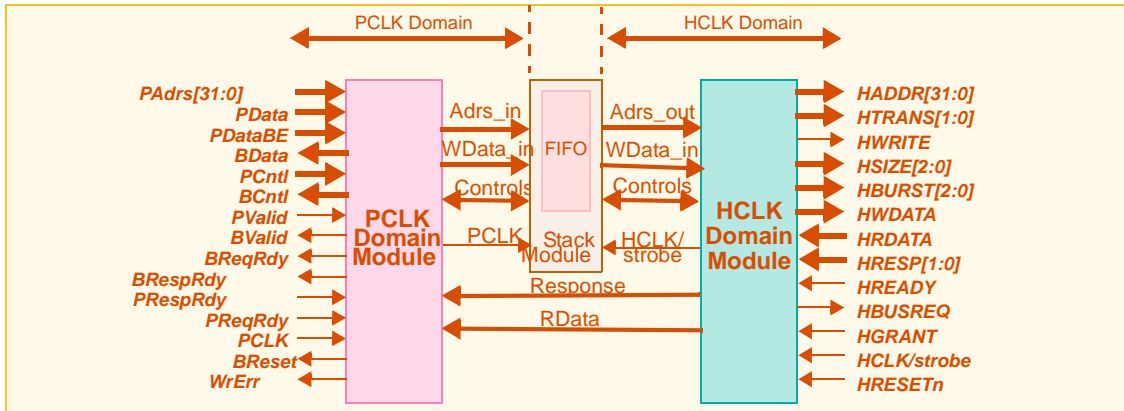 PCLK Domain
HCLK Domain
PAdrs[31:0]
PData
PDataBE
BData
PCntl
BCntl
PValid
BValid
BReqRdy
BRespRdy
PRespRdy
PReqRdy
PCLK
BReset
WrErr
PCLK
Domain
Module
Adrs_in
WData_in
Controls
PCLK
FIFO
Stack
Module
Adrs_out
WData_in
Controls
HCLK/
strobe
Response
RData
HCLK
Domain
Module
HADDR[31:0]
HTRANS[1:0]
HWRITE
HSIZE[2:0]
HBURST[2:0]
HWDATA
HRDATA
HRESP[1:0]
HREADY
HBUSREQ
HGRANT
HCLK/strobe
HRESETn